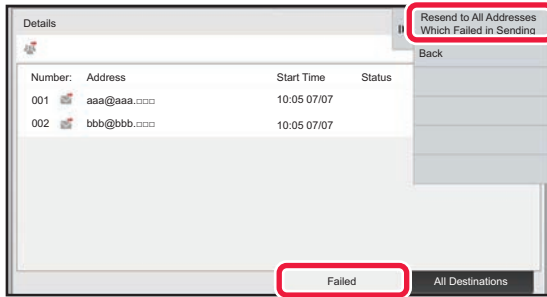 Details
Resend to All Addresses
Which Failed in Sending
Back
Number: Address Start Time Status
001 aaa@aaa.□□□ 10:05 07/07
002 bbb@bbb.□□□ 10:05 07/07
Failed All Destinations